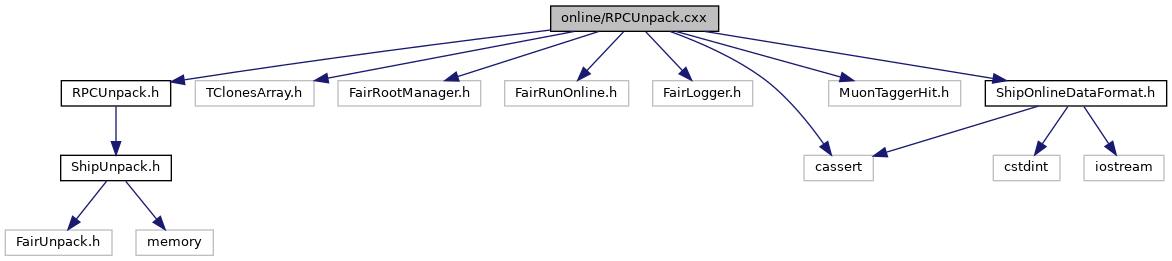 online/RPCUnpack.cxx
RPCUnpack.h
TClonesArray.h
FairRootManager.h
FairRunOnline.h
FairLogger.h
MuonTaggerHit.h
ShipOnlineDataFormat.h
ShipUnpack.h
cassert
cstdint
iostream
FairUnpack.h
memory